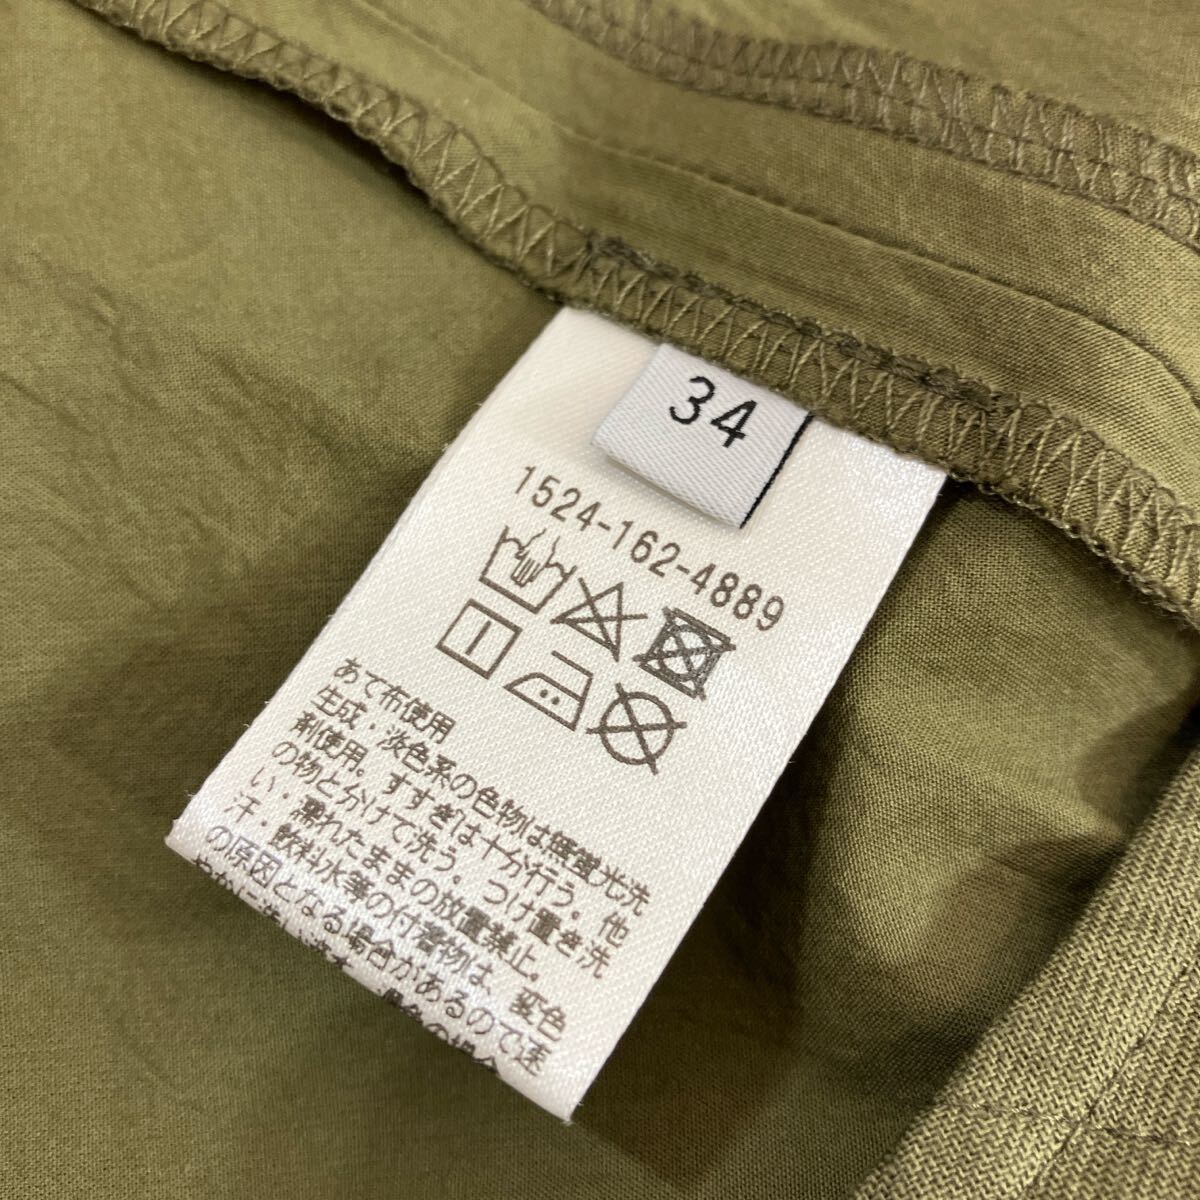 34
1524-162-4889
あて布使用
生成・淡色系の色物は無蛍光洗
剤使用。すすぎは十分行う。他
の物と分けて洗う。つけ置き洗
い・濡れたままの放置禁止。
汗・飲料水等の付着物は、変色
の原因となる場合があるので速
やかに